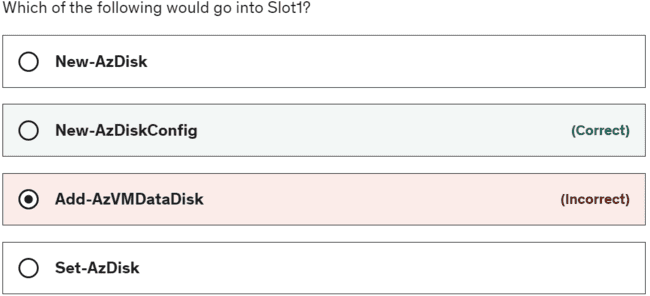 Which of the following would go into Slot1?
New-AzDisk
New-AzDiskConfig (Correct)
Add-AzVMDataDisk (Incorrect)
Set-AzDisk